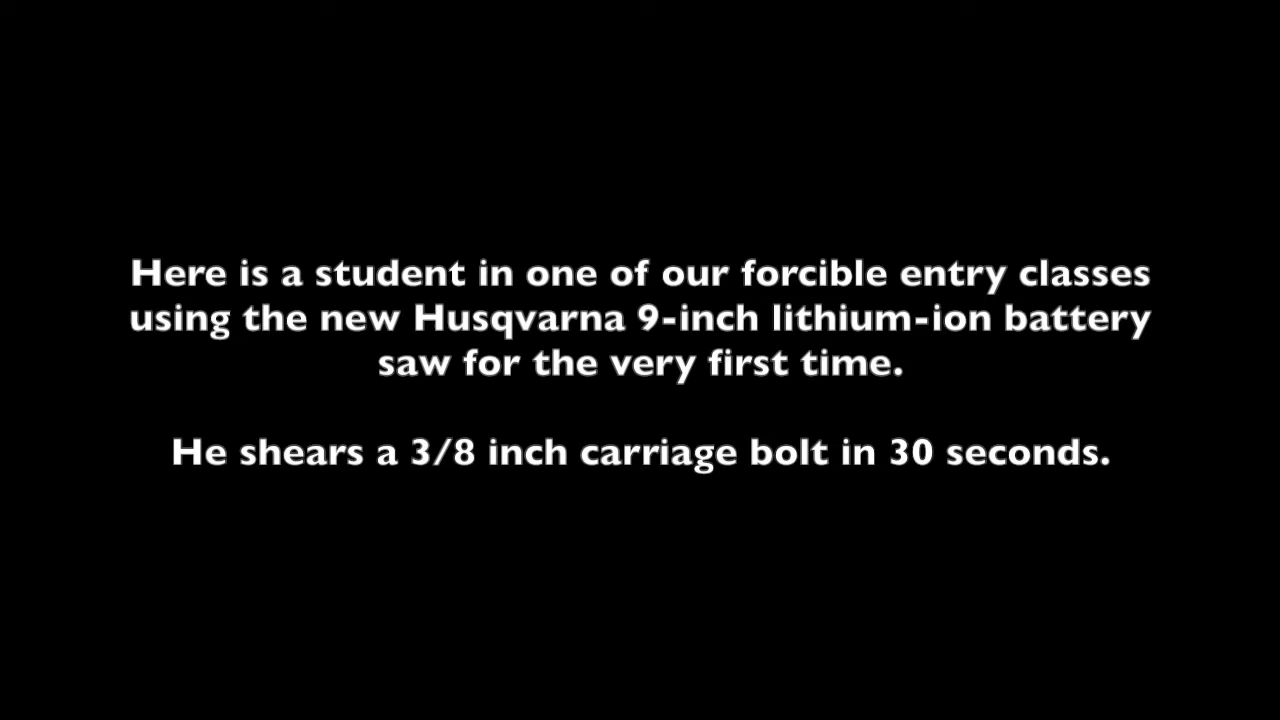 Here is a student in one of our forcible entry classes
using the new Husqvarna 9-inch lithium-ion battery
saw for the very first time.
He shears a 3/8 inch carriage bolt in 30 seconds.